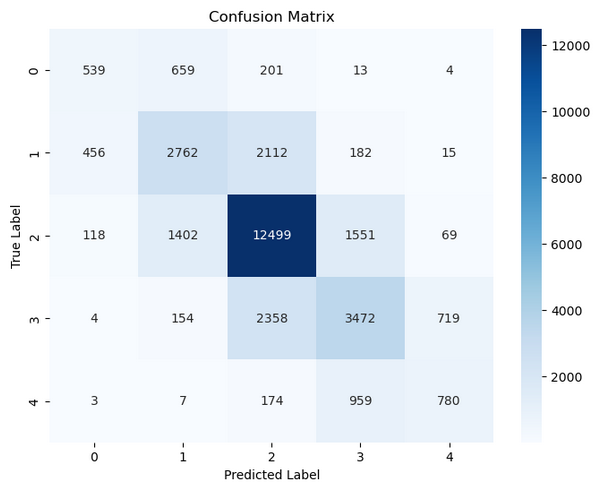 Confusion Matrix
0 539 659 201 13 4
1 456 2762 2112 182 15
2 118 1402 12499 1551 69
3 4 154 2358 3472 719
4 3 7 174 959 780
0 1 2 3 4
True Label
Predicted Label
12000
10000
8000
6000
4000
2000